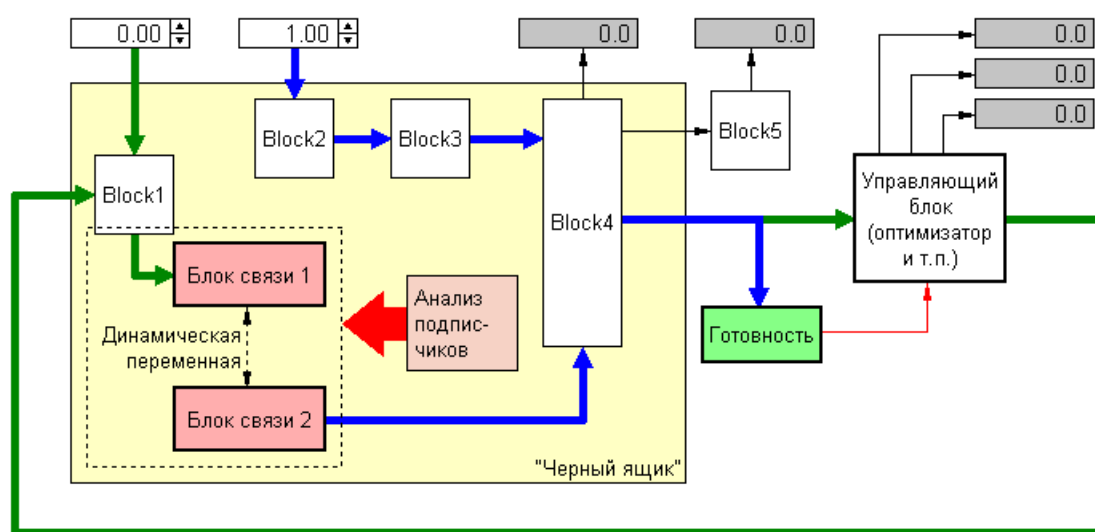 0.00
1.00
0.0
0.0
0.0
0.0
0.0
Block1
Block2
Block3
Block4
Block5
Управляющий
блок
(оптимизатор
и т.п.)
Блок связи 1
Динамическая
переменная
Блок связи 2
Анализ
подпис-
чиков
Готовность
"Черный ящик"